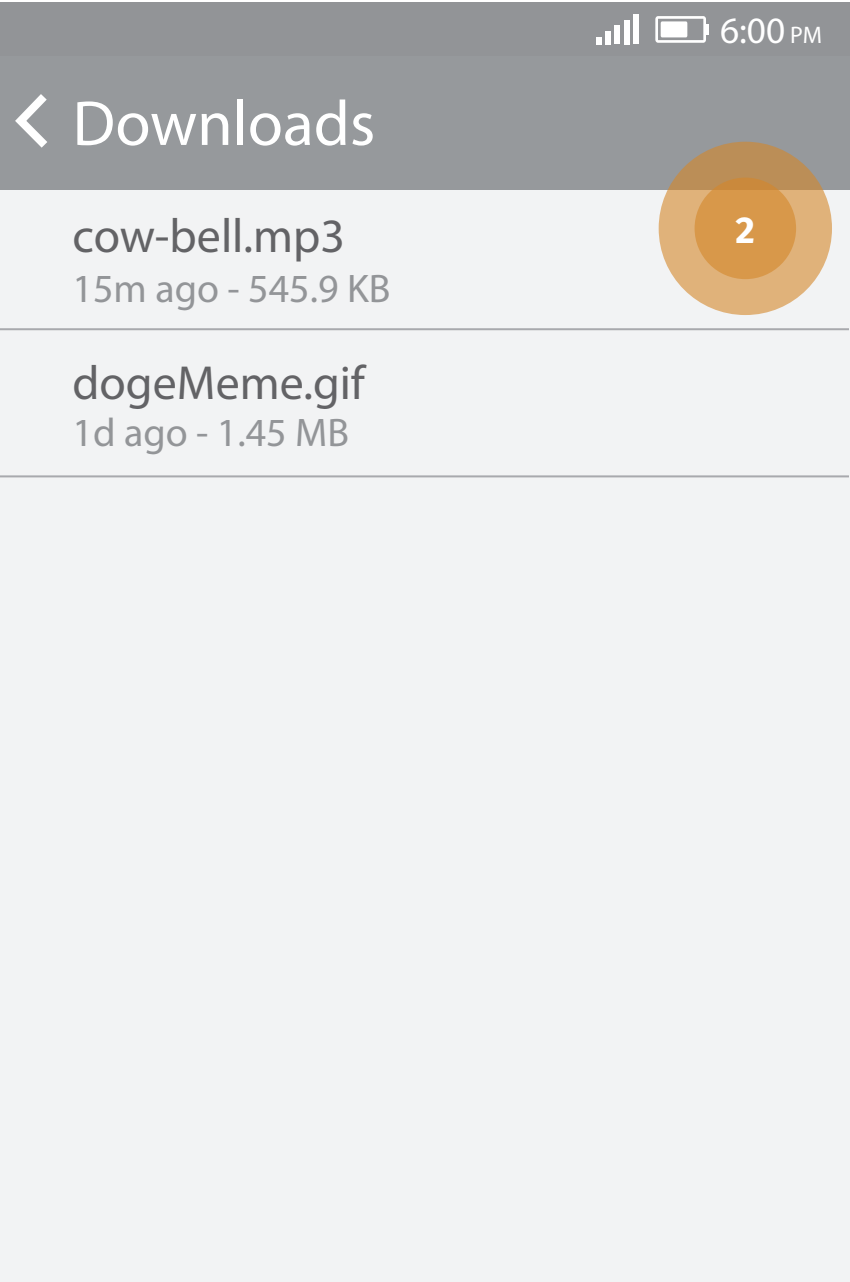 6:00 PM
Downloads
cow-bell.mp3
2
15m ago - 545.9 KB
dogeMeme.gif
1d ago - 1.45 MB